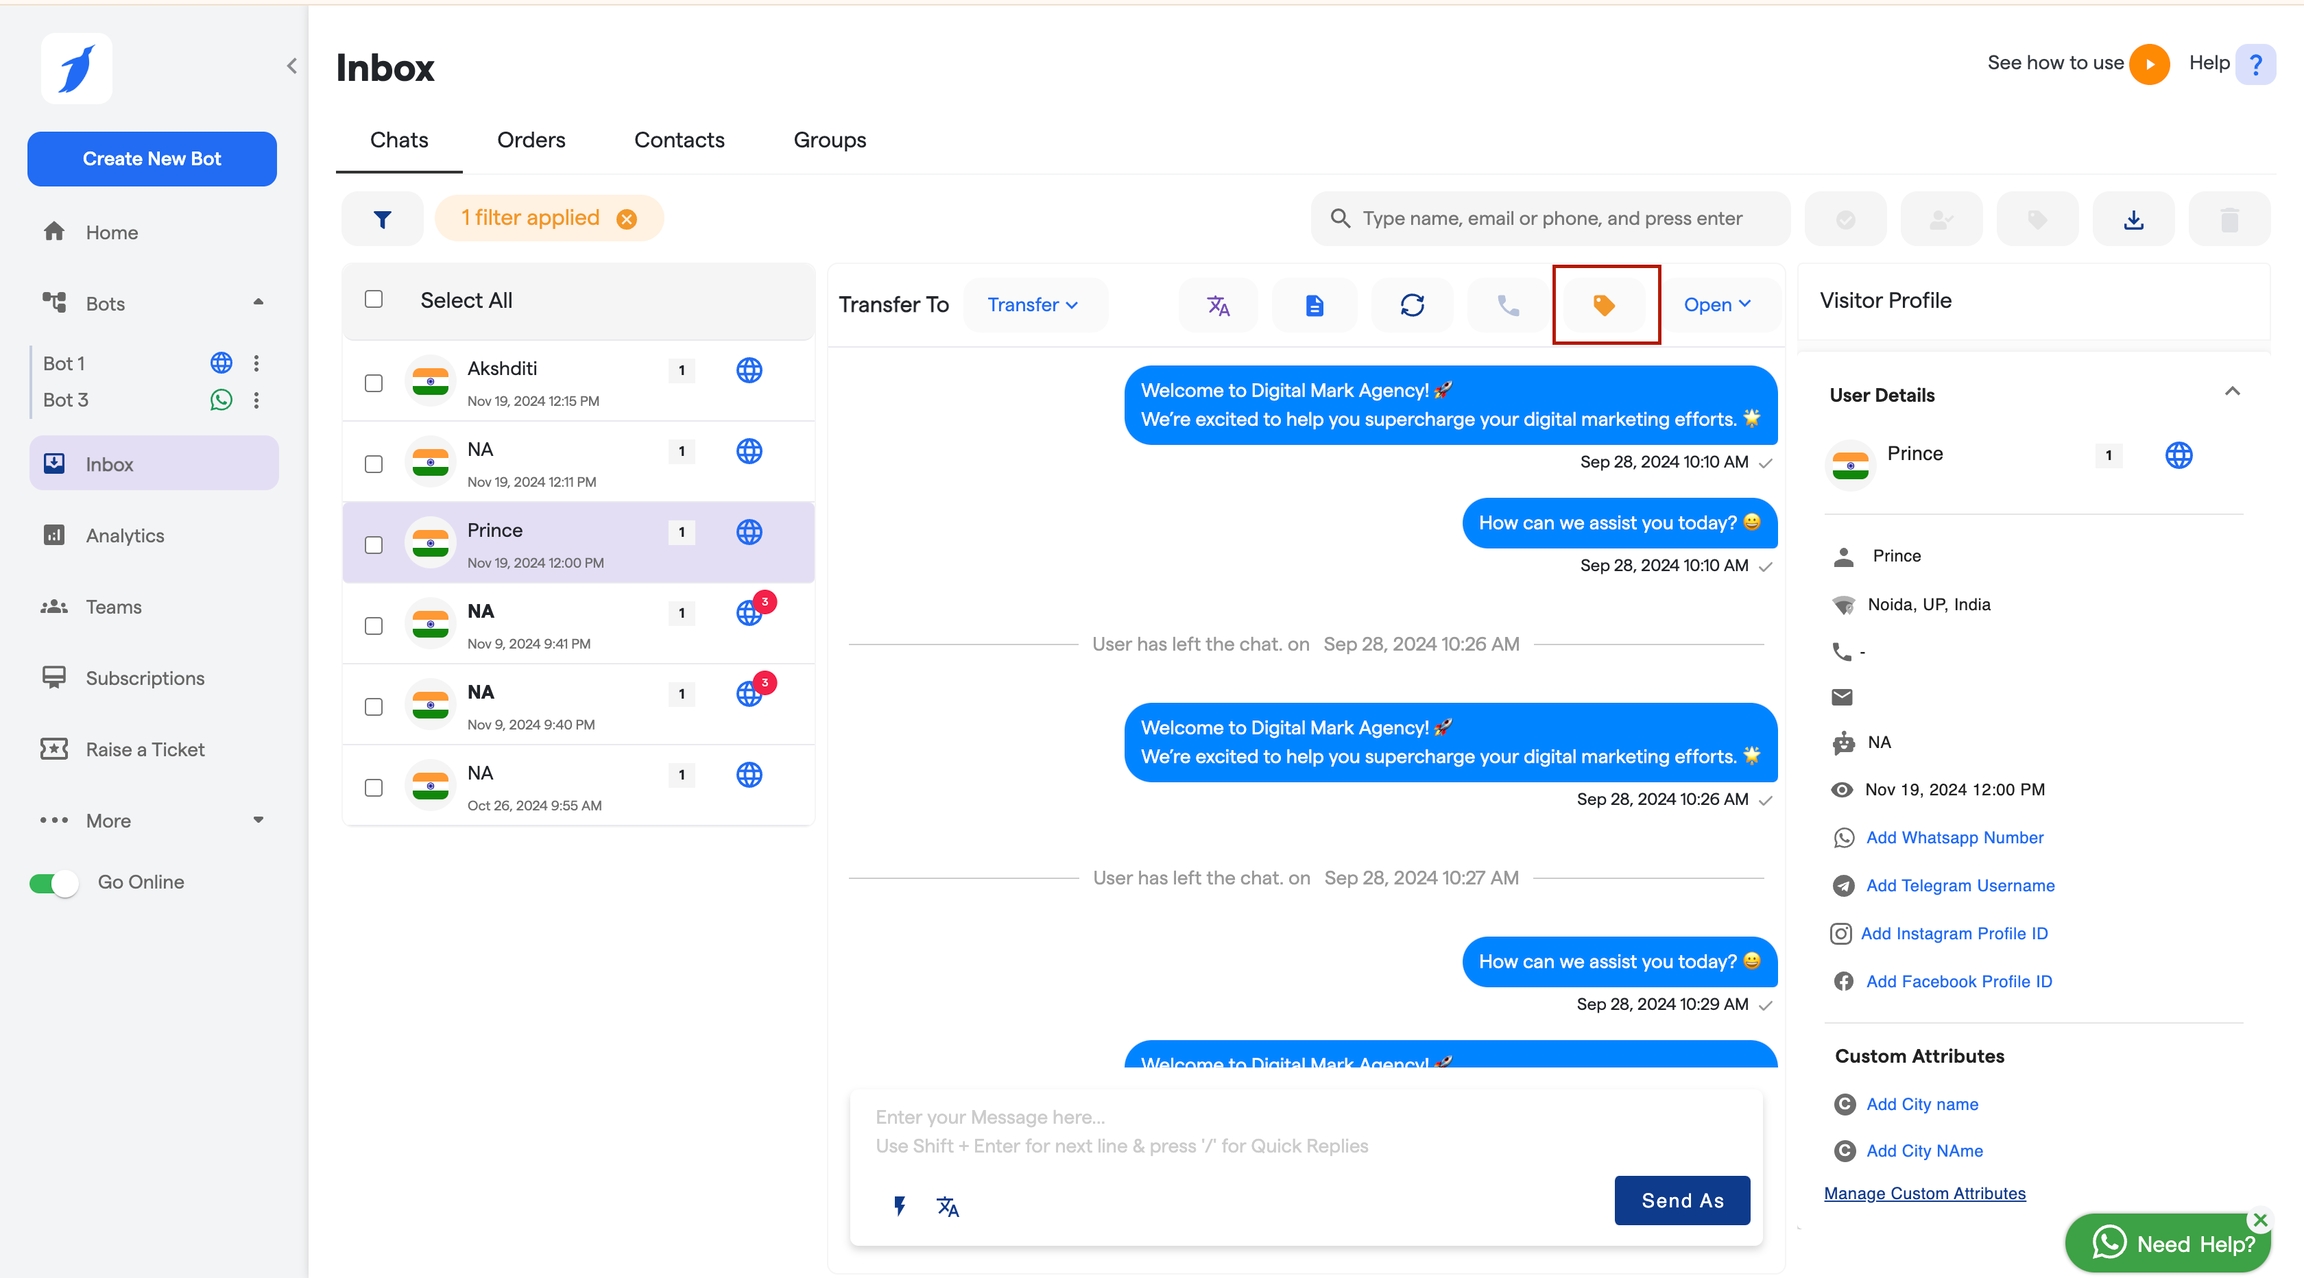 Inbox
See how to use
Help ?
Create New Bot
Chats
Orders
Contacts
Groups
Home
Bots
Bot 1
Bot 3
Inbox
Analytics
Teams
Subscriptions
Raise a Ticket
More
Go Online
1 filter applied
Type name, email or phone, and press enter
Select All
Akshditi
1
Nov 19, 2024 12:15 PM
NA
1
Nov 19, 2024 12:11 PM
Prince
1
Nov 19, 2024 12:00 PM
NA
1
3
Nov 9, 2024 9:41 PM
NA
1
3
Nov 9, 2024 9:40 PM
NA
1
Oct 26, 2024 9:55 AM
Transfer To
Transfer
Open
Welcome to Digital Mark Agency! 🚀
We’re excited to help you supercharge your digital marketing efforts. 🌟
Sep 28, 2024 10:10 AM
How can we assist you today? 😀
Sep 28, 2024 10:10 AM
User has left the chat. on Sep 28, 2024 10:26 AM
Welcome to Digital Mark Agency! 🚀
We’re excited to help you supercharge your digital marketing efforts. 🌟
Sep 28, 2024 10:26 AM
User has left the chat. on Sep 28, 2024 10:27 AM
How can we assist you today? 😀
Sep 28, 2024 10:29 AM
Welcome to Digital Mark Agency! 🚀
Enter your Message here...
Use Shift + Enter for next line & press '/' for Quick Replies
Send As
Visitor Profile
User Details
Prince
1
Prince
Noida, UP, India
-
NA
Nov 19, 2024 12:00 PM
Add Whatsapp Number
Add Telegram Username
Add Instagram Profile ID
Add Facebook Profile ID
Custom Attributes
C Add City name
C Add City NAme
Manage Custom Attributes
Need Help?